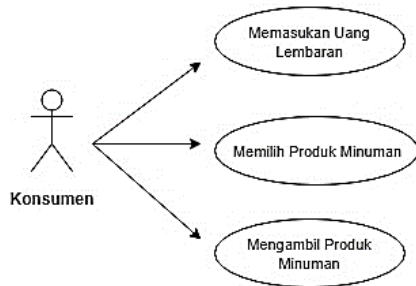 Memasukan Uang
Lembaran
Memilih Produk Minuman
Konsumen
Mengambil Produk
Minuman